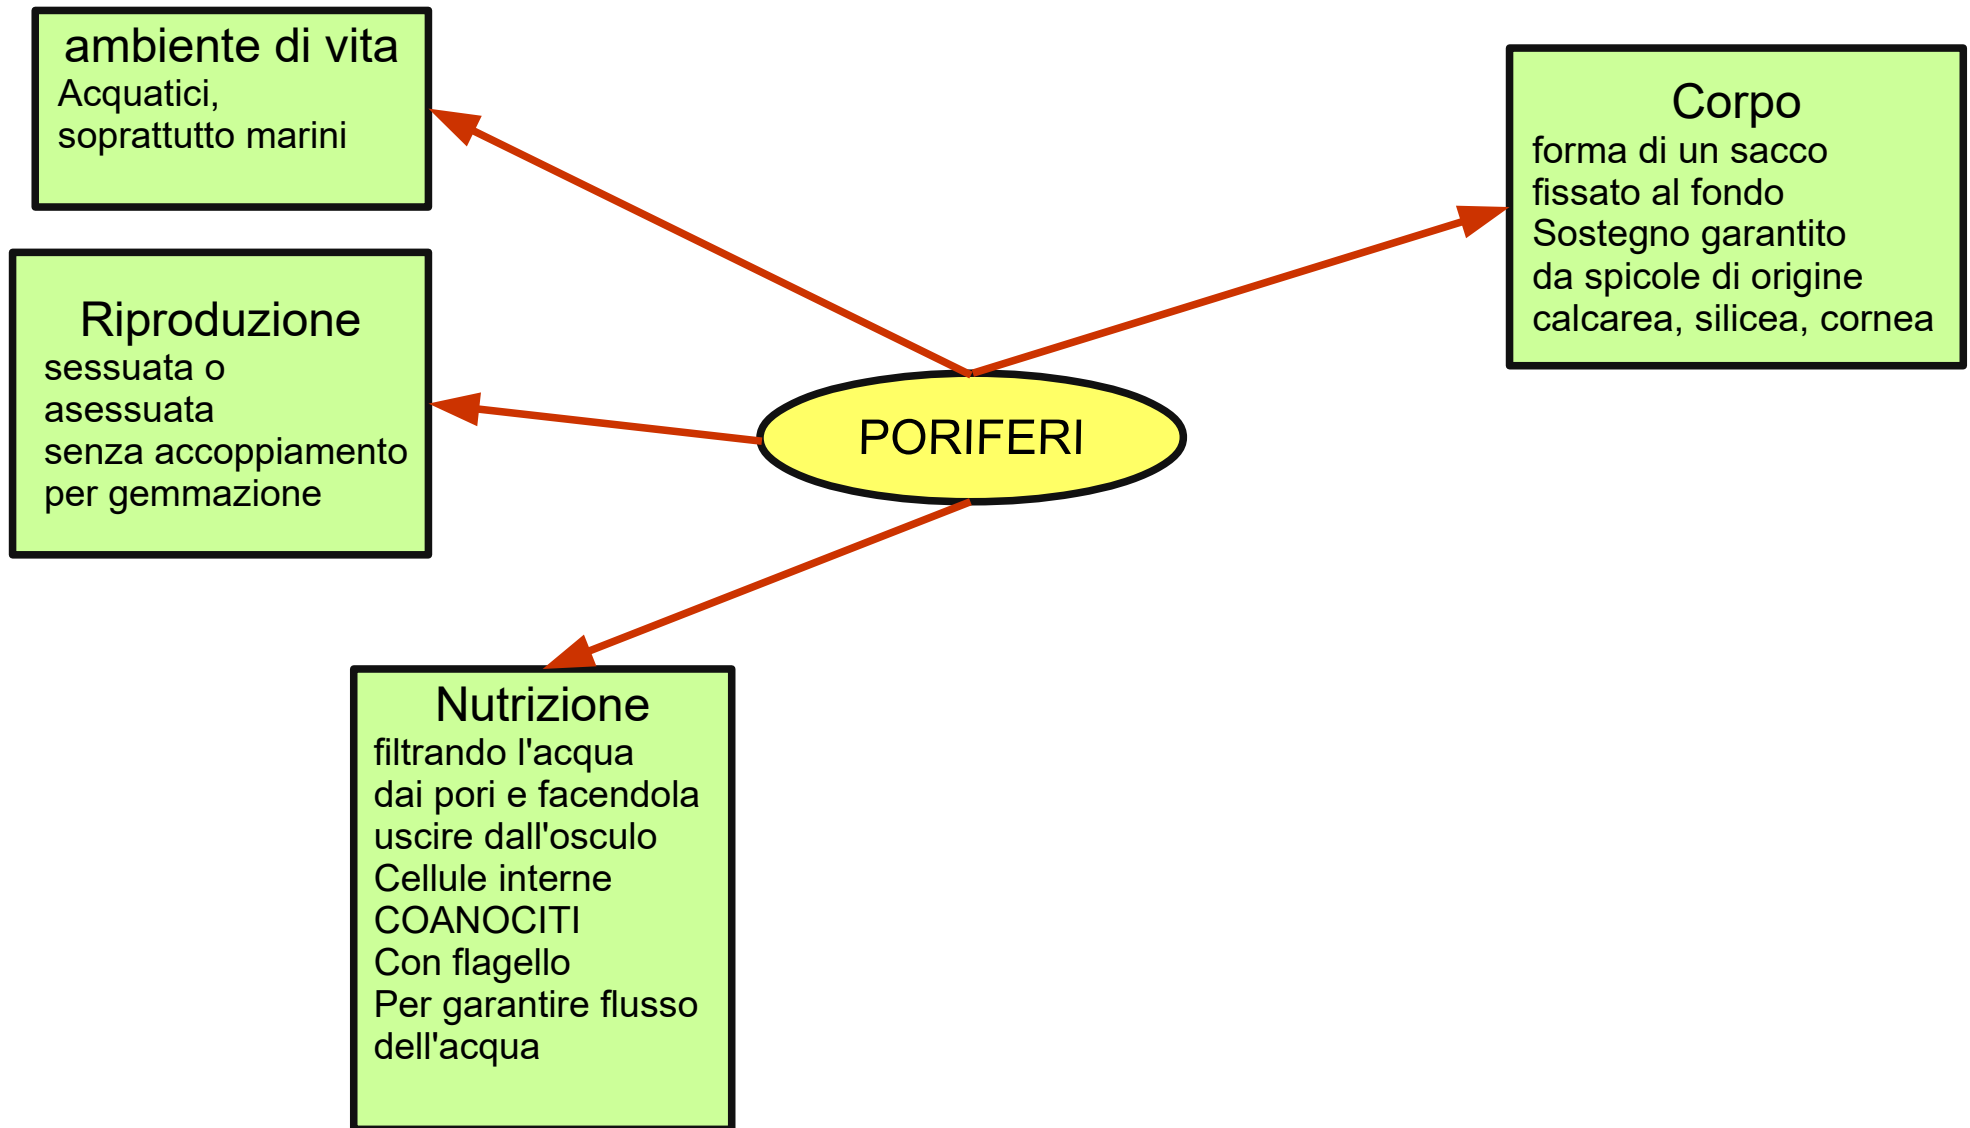 ambiente di vita
Acquatici,
soprattutto marini
Corpo
forma di un sacco
fissato al fondo
Sostegno garantito
da spicole di origine
calcarea, silicea, cornea
Riproduzione
sessuata o
asessuata
senza accoppiamento
per gemmazione
PORIFERI
Nutrizione
filtrando l'acqua
dai pori e facendola
uscire dall'osculo
Cellule interne
COANOCITI
Con flagello
Per garantire flusso
dell'acqua